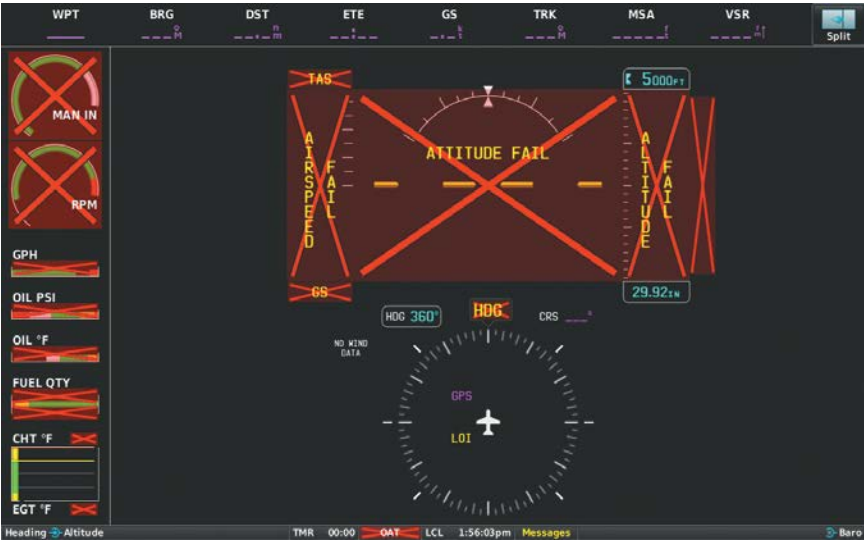 WPT BRG DST ETE GS TRK MSA VSR
Split
TAS
5000FT
MAN IN
AIRSPEED FAIL
ATTITUDE FAIL
ALTITUDE FAIL
RPM
GPH
OIL PSI
GS
29.92IN
HDG 360°
HDG
CRS ___°
OIL °F
NO WIND
DATA
FUEL QTY
GPS
LOI
CHT °F
EGT °F
Heading Altitude TMR 00:00 OAT LCL 1:56:03pm Messages Baro